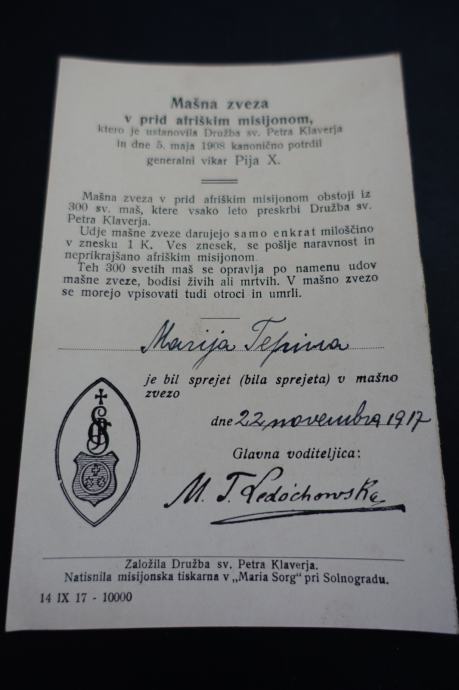 Mašna zveza
v prid afriškim misijonom,
ktero je ustanovila Družba sv. Petra Klaverja
in dne 5. maja 1908 kanonično potrdil
generalni vikar Pija X.
Mašna zveza v prid afriškim misijonom obstoji iz
300 sv. maš, ktere vsako leto preskrbi Družba sv.
Petra Klaverja.
Udje mašne zveze darujejo samo enkrat miloščino
v znesku 1 K. Ves znesek, se pošlje naravnost in
neprikrajšano afriškim misijonom.
Teh 300 svetih maš se opravlja po namenu udov
mašne zveze, bodisi živih ali mrtvih. V mašno zvezo
se morejo vpisovati tudi otroci in umrli.
Marija Tepina
je bil sprejet (bila sprejeta) v mašno
zvezo
dne 22 novembra 1917
Glavna voditeljica:
M. T. Ledóchowska
Založila Družba sv. Petra Klaverja.
Natisnila misijonska tiskarna v „Maria Sorg" pri Solnogradu.
14 IX 17 - 10000